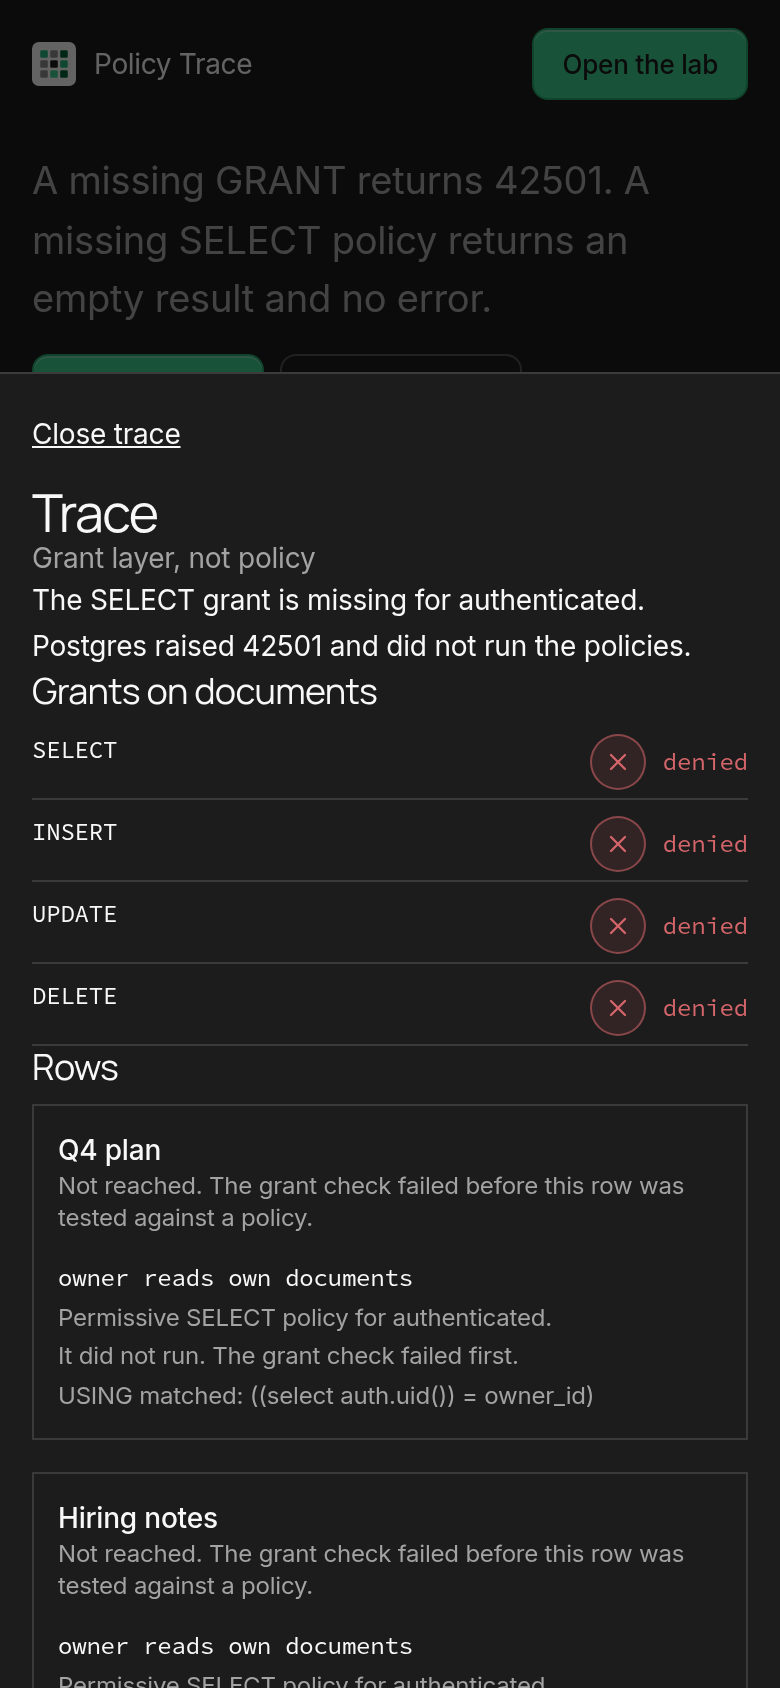 Policy Trace
Open the lab
A missing GRANT returns 42501. A
missing SELECT policy returns an
empty result and no error.
Close trace
Trace
Grant layer, not policy
The SELECT grant is missing for authenticated.
Postgres raised 42501 and did not run the policies.
Grants on documents
SELECT denied
INSERT denied
UPDATE denied
DELETE denied
Rows
Q4 plan
Not reached. The grant check failed before this row was
tested against a policy.
owner reads own documents
Permissive SELECT policy for authenticated.
It did not run. The grant check failed first.
USING matched: ((select auth.uid()) = owner_id)
Hiring notes
Not reached. The grant check failed before this row was
tested against a policy.
owner reads own documents
Permissive SELECT policy for authenticated.